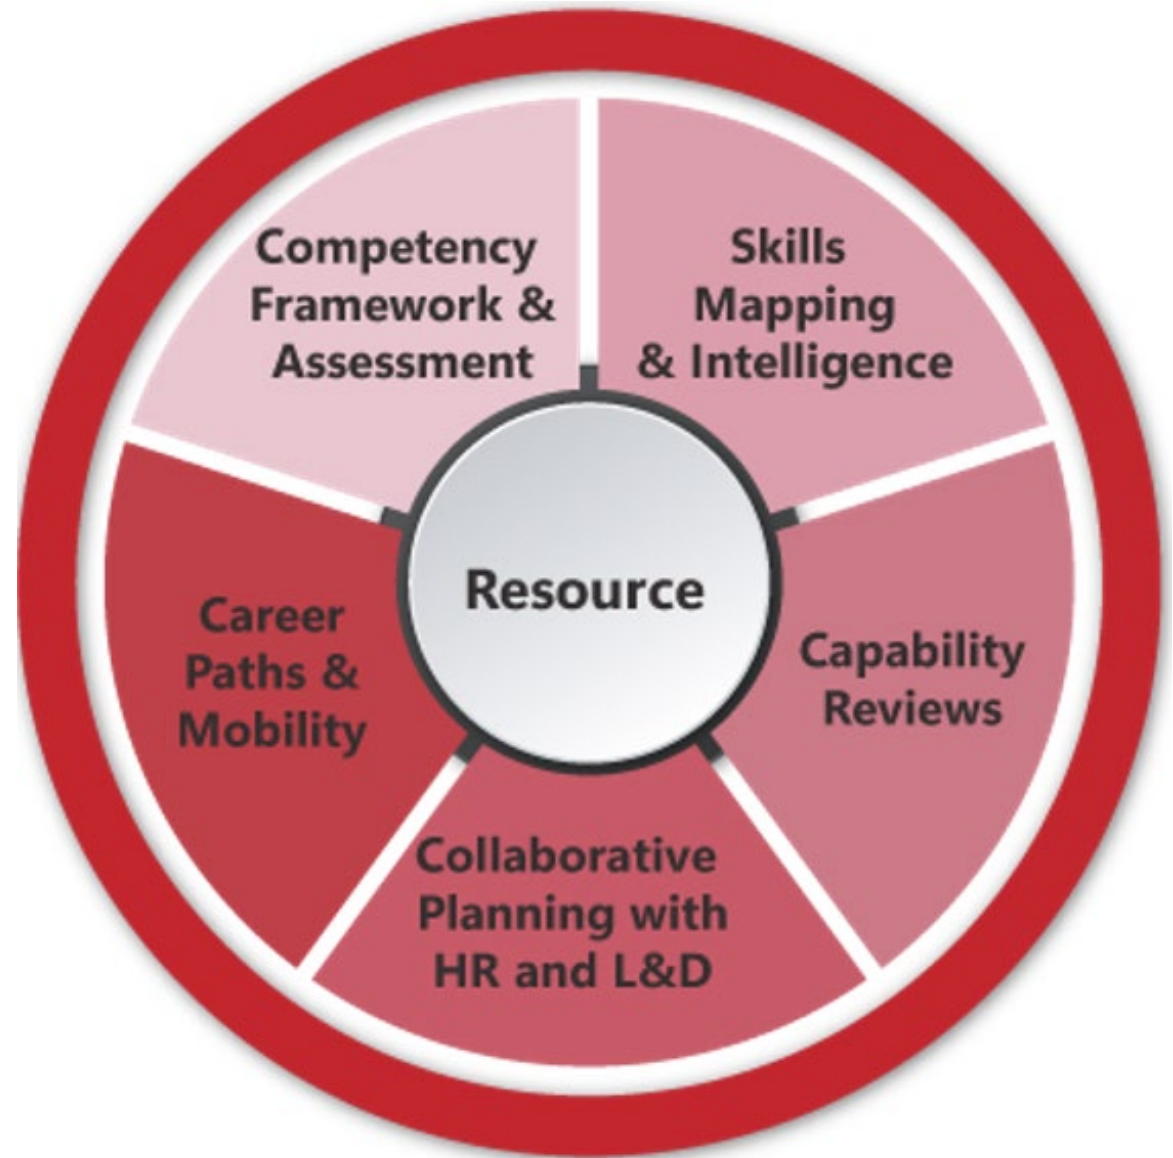 Competency
Framework &
Assessment
Skills
Mapping
& Intelligence
Resource
Career
Paths &
Mobility
Capability
Reviews
Collaborative
Planning with
HR and L&D